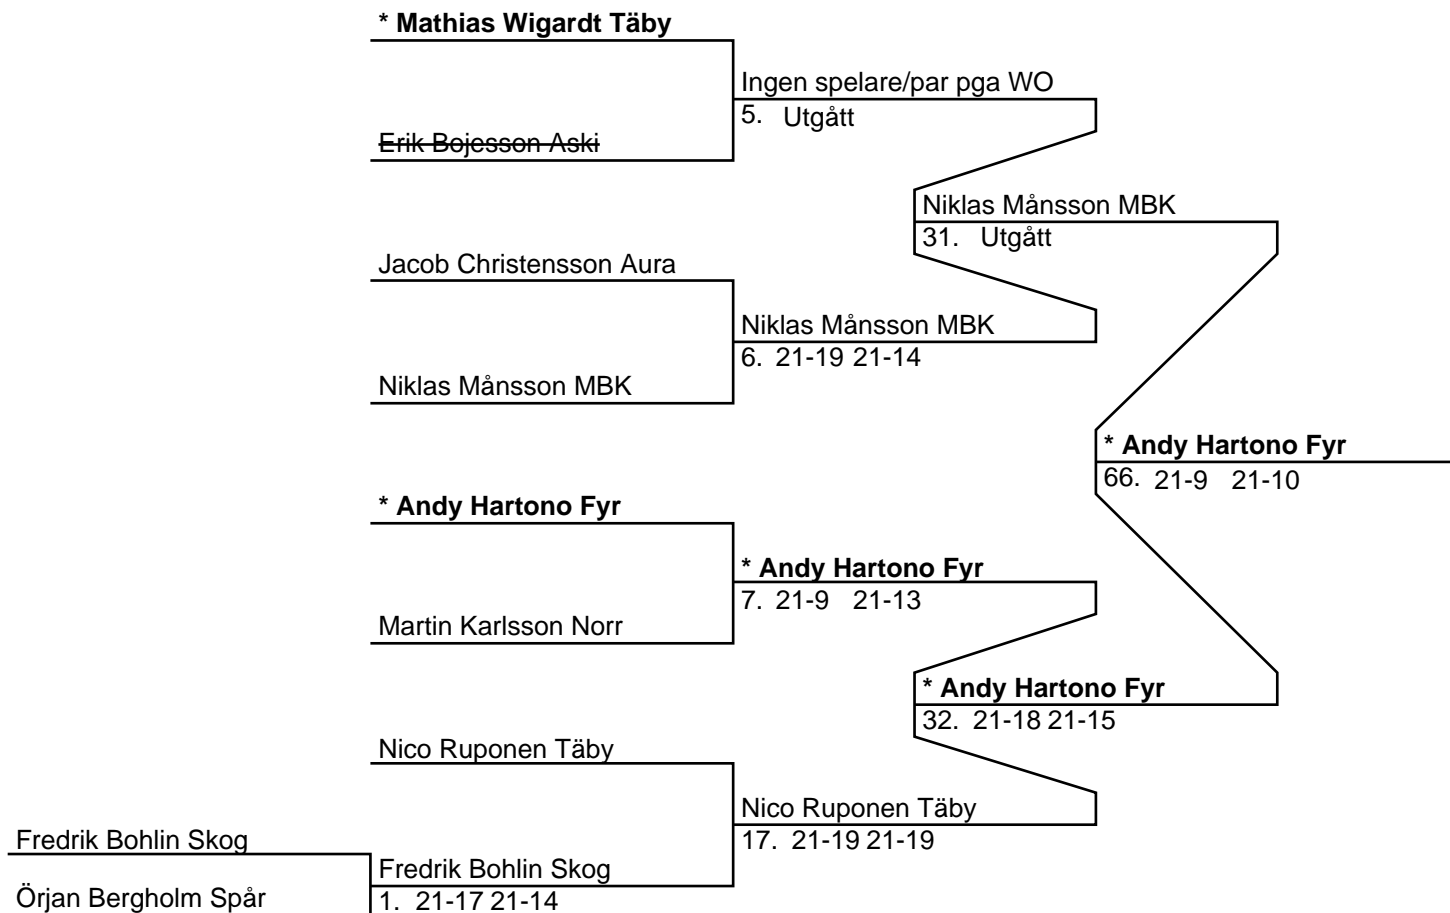 * Mathias Wigardt Täby
Ingen spelare/par pga WO
5. Utgått
Erik Bojesson Aski
Niklas Månsson MBK
31. Utgått
Jacob Christensson Aura
Niklas Månsson MBK
6. 21-19 21-14
Niklas Månsson MBK
* Andy Hartono Fyr
66. 21-9 21-10
* Andy Hartono Fyr
* Andy Hartono Fyr
7. 21-9 21-13
Martin Karlsson Norr
* Andy Hartono Fyr
32. 21-18 21-15
Nico Ruponen Täby
Nico Ruponen Täby
17. 21-19 21-19
Fredrik Bohlin Skog
Fredrik Bohlin Skog
1. 21-17 21-14
Örjan Bergholm Spår